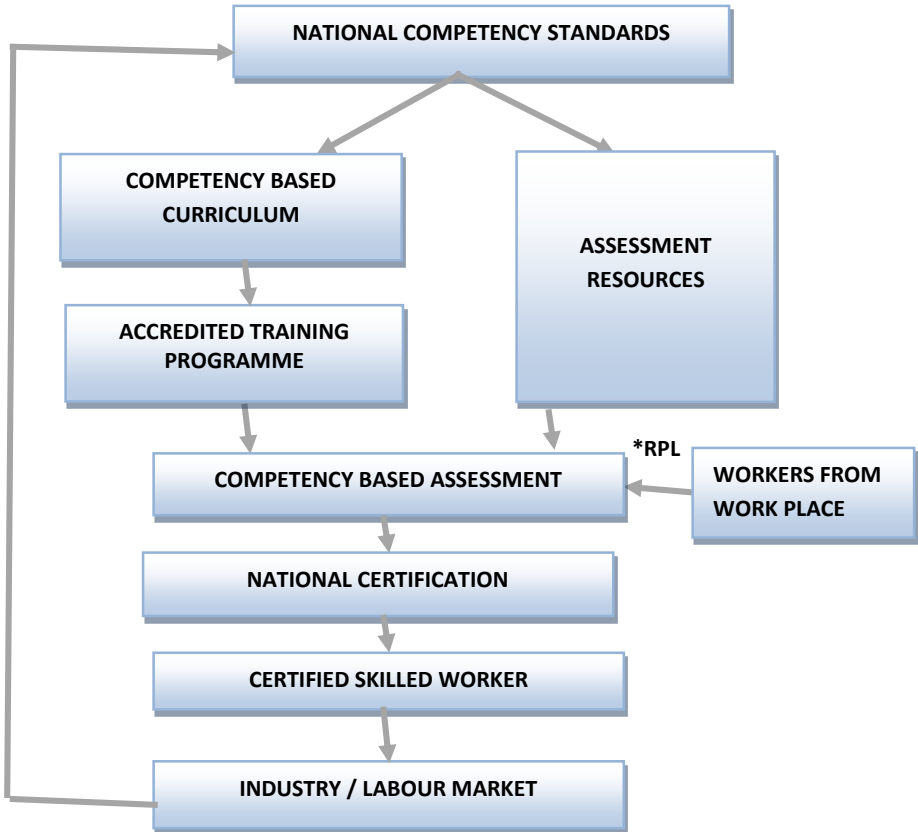 NATIONAL COMPETENCY STANDARDS
COMPETENCY BASED
CURRICULUM
ASSESSMENT
RESOURCES
ACCREDITED TRAINING
PROGRAMME
*RPL
COMPETENCY BASED ASSESSMENT
WORKERS FROM
WORK PLACE
NATIONAL CERTIFICATION
CERTIFIED SKILLED WORKER
INDUSTRY / LABOUR MARKET